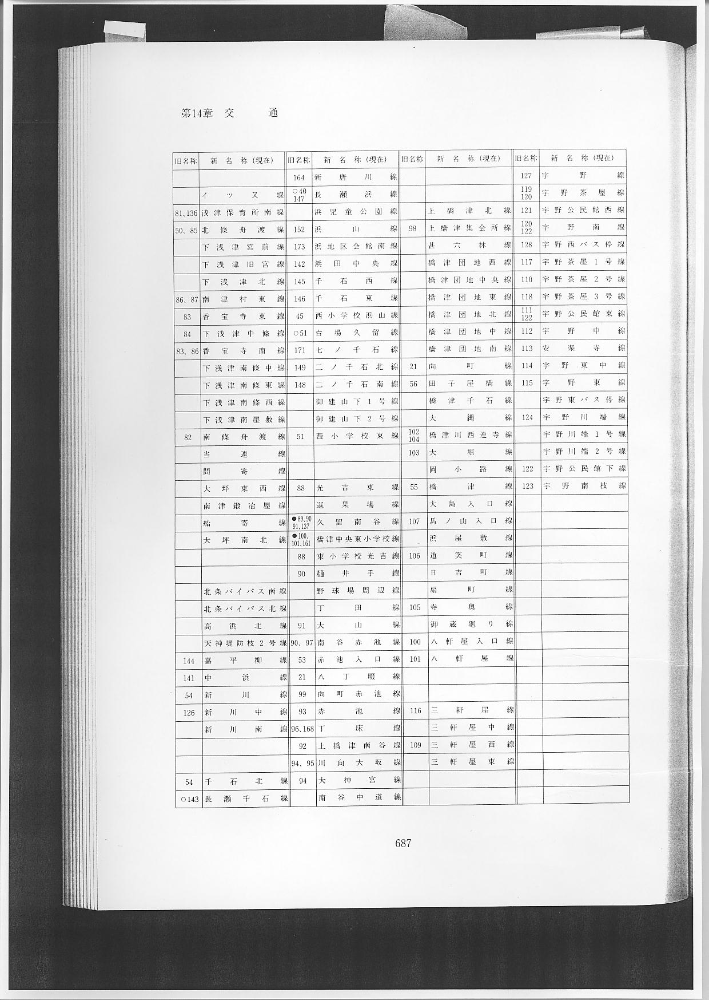 第14章 交 通
旧名称 新名称(現在) 旧名称 新名称(現在) 旧名称 新名称(現在) 旧名称 新名称(現在)
164 新唐川線 127 宇野線
イツ又線 ○40 147 長瀬浜線 119 120 宇野茶屋線
81、136 浅津保育所南線 浜児童公園線 上橋津北線 121 宇野公民館西線
50、85 北條舟渡線 152 浜山線 98 上橋津集会所線 120 122 宇野南線
下浅津宮前線 173 浜地区会館南線 甚六林線 128 宇野西バス停線
下浅津旧宮線 142 浜田中央線 橋津団地西線 117 宇野茶屋1号線
下浅津北線 145 千石西線 橋津団地中央線 110 宇野茶屋2号線
86、87 南津村東線 146 千石東線 橋津団地東線 118 宇野茶屋3号線
83 香宝寺東線 45 西小学校浜山線 橋津団地北線 111 122 宇野公民館東線
84 下浅津中條線 ○51 台場久留線 橋津団地中線 112 宇野中線
83、86 香宝寺南線 171 七ノ千石線 橋津団地南線 113 安楽寺線
下浅津南條中線 149 二ノ千石北線 21 向町線 114 宇野東中線
下浅津南條東線 148 二ノ千石南線 56 田子屋橋線 115 宇野東線
下浅津南條西線 御建山下1号線 橋津千石線 宇野東バス停線
下浅津南屋敷線 御建山下2号線 大縄線 124 宇野川端線
82 南條舟渡線 51 西小学校東線 102 104 橋津川西蓮寺線 宇野川端1号線
当連線 103 大堀線 宇野川端2号線
問寄線 岡小路線 122 宇野公民館下線
大坪東西線 88 光吉東線 55 橋津線 123 宇野南枝線
南津鍛冶屋線 選果場線 大島入口線
船寄線 ●89,90 91,137 久留南谷線 107 馬ノ山入口線
大坪南北線 ●100、101,161 橋津中央東小学校線 浜屋敷線
88 東小学校光吉線 106 道笑町線
90 樋井手線 日吉町線
北条バイパス南線 野球場周辺線 扇町線
北条バイパス北線 丁田線 105 寺奥線
高浜北線 91 大山線 御蔵廻り線
天神堤防枝2号線 90、97 南谷赤池線 100 八軒屋入口線
144 嘉平柳線 53 赤池入口線 101 八軒屋線
141 中浜線 21 八丁畷線
54 新川線 99 向町赤池線
126 新川中線 93 赤池線 116 三軒屋線
新川南線 96、168 丁床線 三軒屋中線
92 上橋津南谷線 109 三軒屋西線
94、95 川向大坂線 三軒屋東線
54 千石北線 94 大神宮線
○143 長瀬千石線 南谷中道線
687